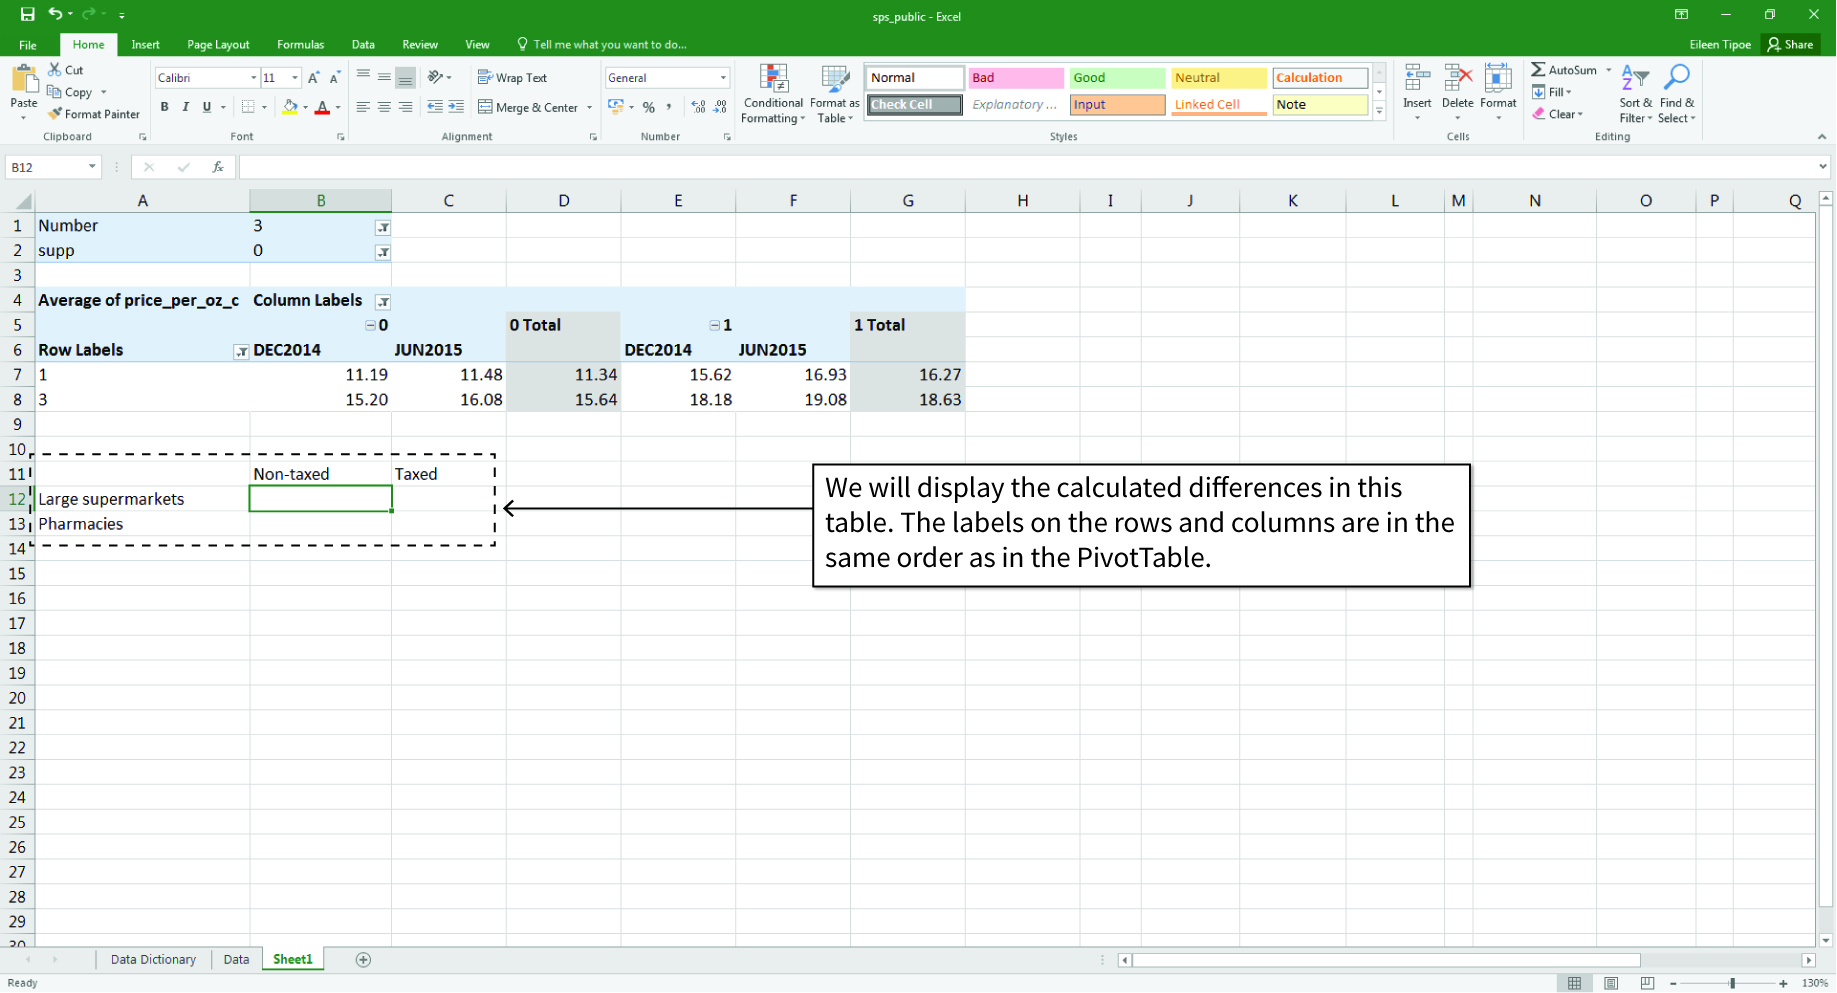 sps_public - Excel
File Home Insert Page Layout Formulas Data Review View Tell me what you want to do... Eileen Tipoe Share
Cut
Copy
Format Painter
Paste
Clipboard
Calibri 11 A A
B I U A
Font
Wrap Text
Merge & Center
Alignment
General
% , .0 .00 .00 .0
Number
Conditional Formatting
Format as Table
Normal Bad Good Neutral Calculation
Check Cell Explanatory ... Input Linked Cell Note
Styles
Insert Delete Format
Cells
AutoSum
Fill
Clear
Sort & Filter
Find & Select
Editing
B12 fx
A B C D E F G H I J K L M N O P Q
1 Number 3
2 supp 0
3
4 Average of price_per_oz_c Column Labels
5 0 0 Total 1 1 Total
6 Row Labels DEC2014 JUN2015 DEC2014 JUN2015
7 1 11.19 11.48 11.34 15.62 16.93 16.27
8 3 15.20 16.08 15.64 18.18 19.08 18.63
9
10
11 Non-taxed Taxed
12 Large supermarkets
13 Pharmacies
14
We will display the calculated differences in this
table. The labels on the rows and columns are in the
same order as in the PivotTable.
15
16
17
18
19
20
21
22
23
24
25
26
27
28
29
30
Data Dictionary Data Sheet1
Ready 130%